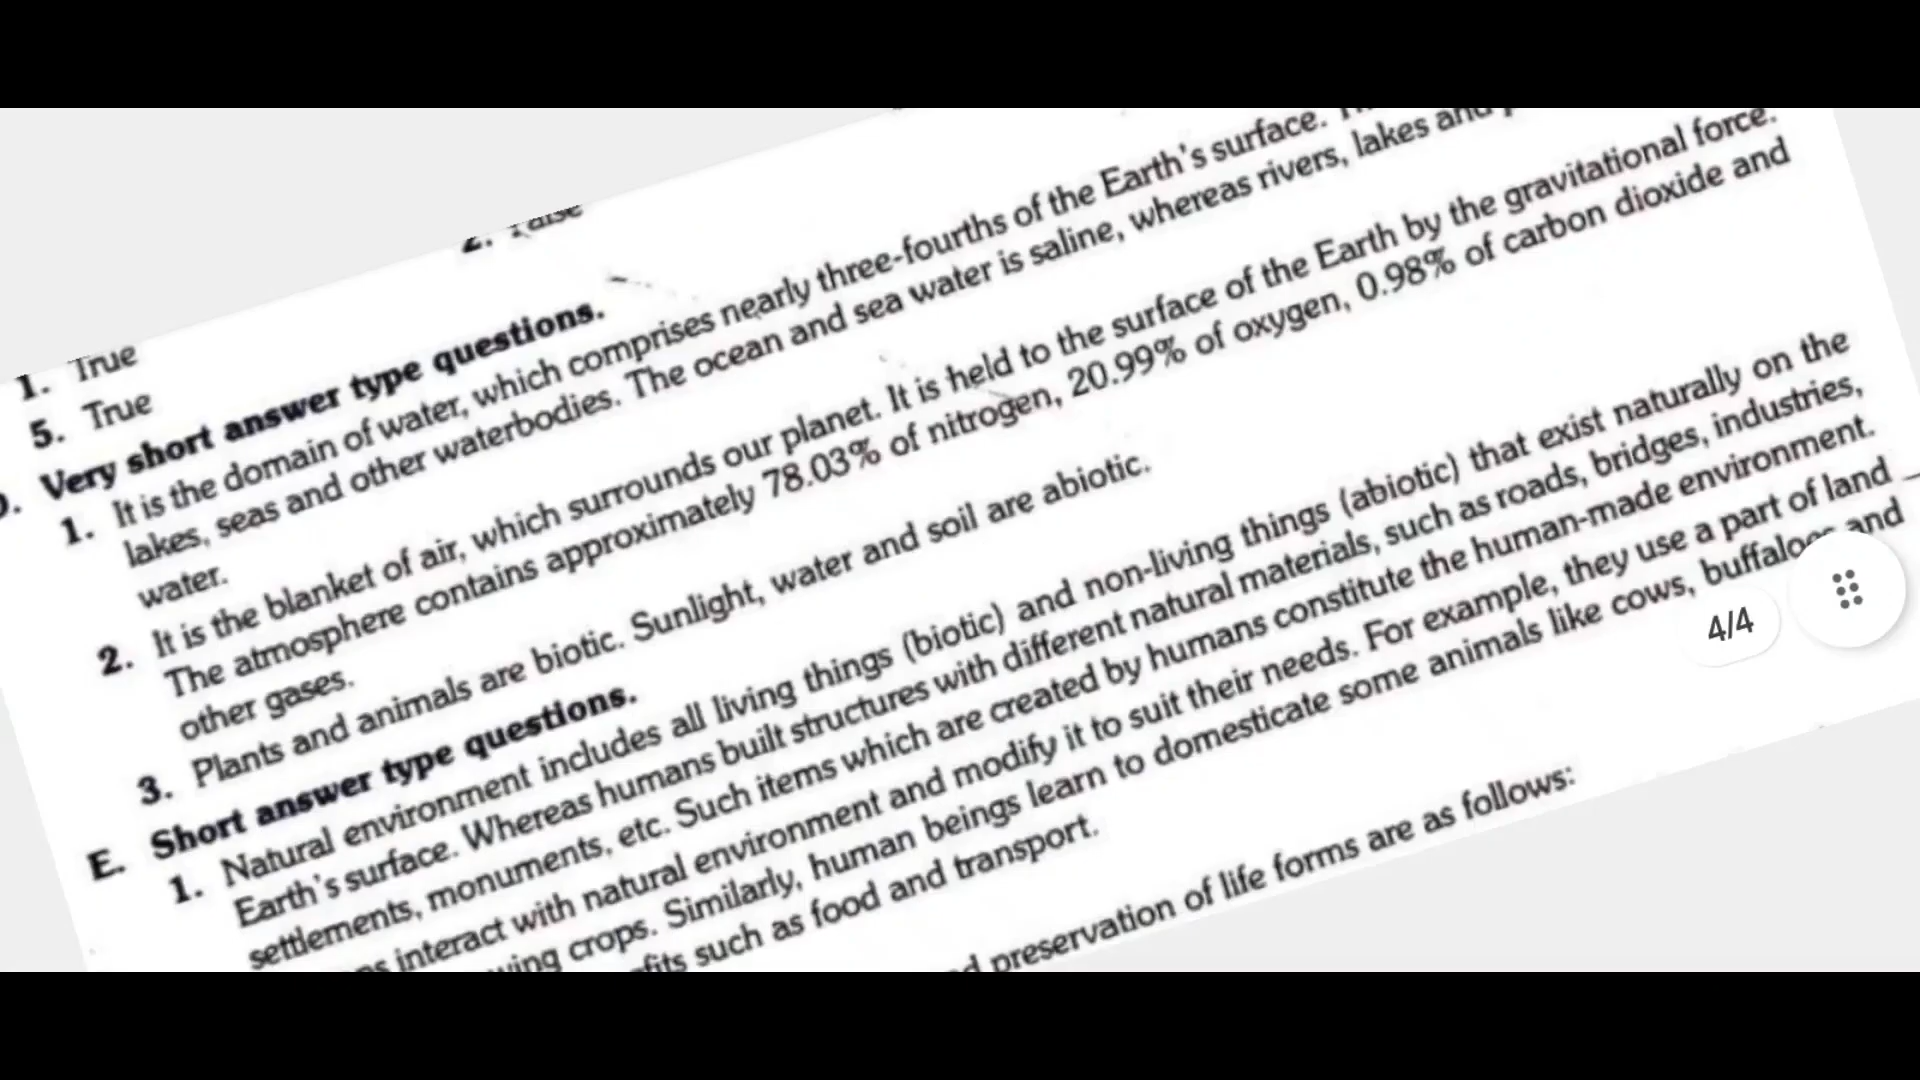 1. True
2. False
5. True
Very short answer type questions.
1. It is the domain of water, which comprises nearly three-fourths of the Earth's surface.
lakes, seas and other waterbodies. The ocean and sea water is saline, whereas rivers, lakes and
water.
2. It is the blanket of air, which surrounds our planet. It is held to the surface of the Earth by the gravitational force.
The atmosphere contains approximately 78.03% of nitrogen, 20.99% of oxygen, 0.98% of carbon dioxide and
other gases.
3. Plants and animals are biotic. Sunlight, water and soil are abiotic.
E. Short answer type questions.
1. Natural environment includes all living things (biotic) and non-living things (abiotic) that exist naturally on the
Earth's surface. Whereas humans built structures with different natural materials, such as roads, bridges, industries,
settlements, monuments, etc. Such items which are created by humans constitute the human-made environment.
interact with natural environment and modify it to suit their needs. For example, they use a part of land
crops. Similarly, human beings learn to domesticate some animals like cows, buffaloes and
such as food and transport.
preservation of life forms are as follows:
4/4